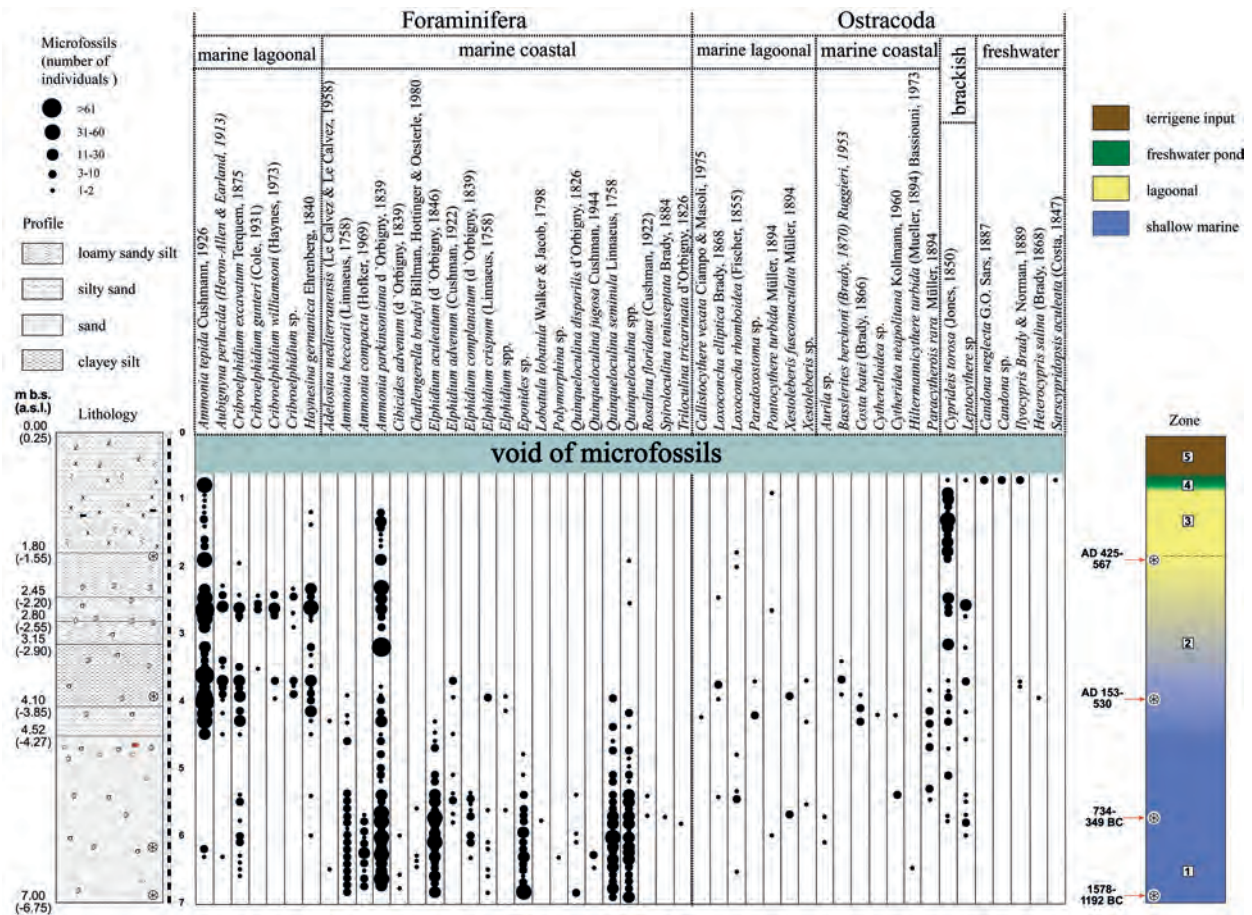 Foraminifera
Ostracoda
marine lagoonal
marine coastal
marine lagoonal
marine coastal
brackish
freshwater
Microfossils
(number of
individuals )
>61
31-60
11-30
3-10
1-2
Profile
loamy sandy silt
silty sand
sand
clayey silt
terrigene input
freshwater pond
lagoonal
shallow marine
Ammonia tepida Cushmann, 1926
Aubignyna perlucida (Heron-Allen & Earland, 1913)
Cribroelphidium excavatum Terquem, 1875
Cribroelphidium gunteri (Cole, 1931)
Cribroelphidium williamsoni (Haynes, 1973)
Cribroelphidium sp.
Haynesina germanica Ehrenberg, 1840
Adelosina mediterranensis (Le Calvez & Le Calvez, 1958)
Ammonia beccarii (Linnaeus, 1758)
Ammonia compacta (Hofker, 1969)
Ammonia parkinsoniana d´Orbigny, 1839
Cibicides advenum (d´Orbigny, 1839)
Challengerella bradyi Billman, Hottinger & Oesterle, 1980
Elphidium aculeatum (d´Orbigny, 1846)
Elphidium advenum (Cushman, 1922)
Elphidium complanatum (d´Orbigny, 1839)
Elphidium crispum (Linnaeus, 1758)
Elphidium spp.
Eponides sp.
Lobatula lobatula Walker & Jacob, 1798
Polymorphina sp.
Quinqueloculina disparilis d´Orbigny, 1826
Quinqueloculina jugosa Cushman, 1944
Quinqueloculina seminula Linnaeus, 1758
Quinqueloculina spp.
Rosalina floridana (Cushman, 1922)
Spiroloculina tenuiseptata Brady, 1884
Triloculina tricarinata d´Orbigny, 1826
Callistocythere vexata Ciampo & Masoli, 1975
Loxoconcha elliptica Brady, 1868
Loxoconcha rhomboidea (Fischer, 1855)
Paradoxostoma sp.
Pontocythere turbida Müller, 1894
Xestoleberis fuscomaculata Müller, 1894
Xestoleberis sp.
Aurila sp.
Basslerites berchoni (Brady, 1870) Ruggieri, 1953
Costa batei (Brady, 1866)
Cytherelloidea sp.
Cytheridea neapolitana Kollmann, 1960
Hiltermannicythere turbida (Mueller, 1894) Bassiouni, 1973
Paracytherois rara Müller, 1894
Cyprideis torosa (Jones, 1850)
Leptocythere sp.
Candona neglecta G.O. Sars, 1887
Candona sp.
Ilyocypris Brady & Norman, 1889
Heterocypris salina (Brady, 1868)
Sarscypridopsis aculeata (Costa, 1847)
m b.s.
(a.s.l.)
Lithology
Zone
0.00
(0.25)
1.80
(-1.55)
2.45
(-2.20)
2.80
(-2.55)
3.15
(-2.90)
4.10
(-3.85)
4.52
(-4.27)
7.00
(-6.75)
0
1
2
3
4
5
6
7
void of microfossils
5
4
3
AD 425-
567
2
AD 153-
530
734-
349 BC
1
1578-
1192 BC